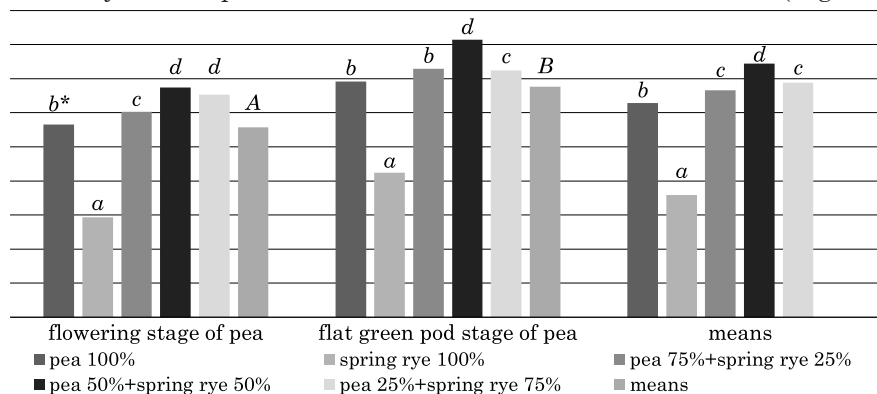 b*
a
c
d
d
A
b
a
b
d
c
B
b
a
c
d
c
flowering stage of pea
flat green pod stage of pea
means
pea 100%
spring rye 100%
pea 75%+spring rye 25%
pea 50%+spring rye 50%
pea 25%+spring rye 75%
means